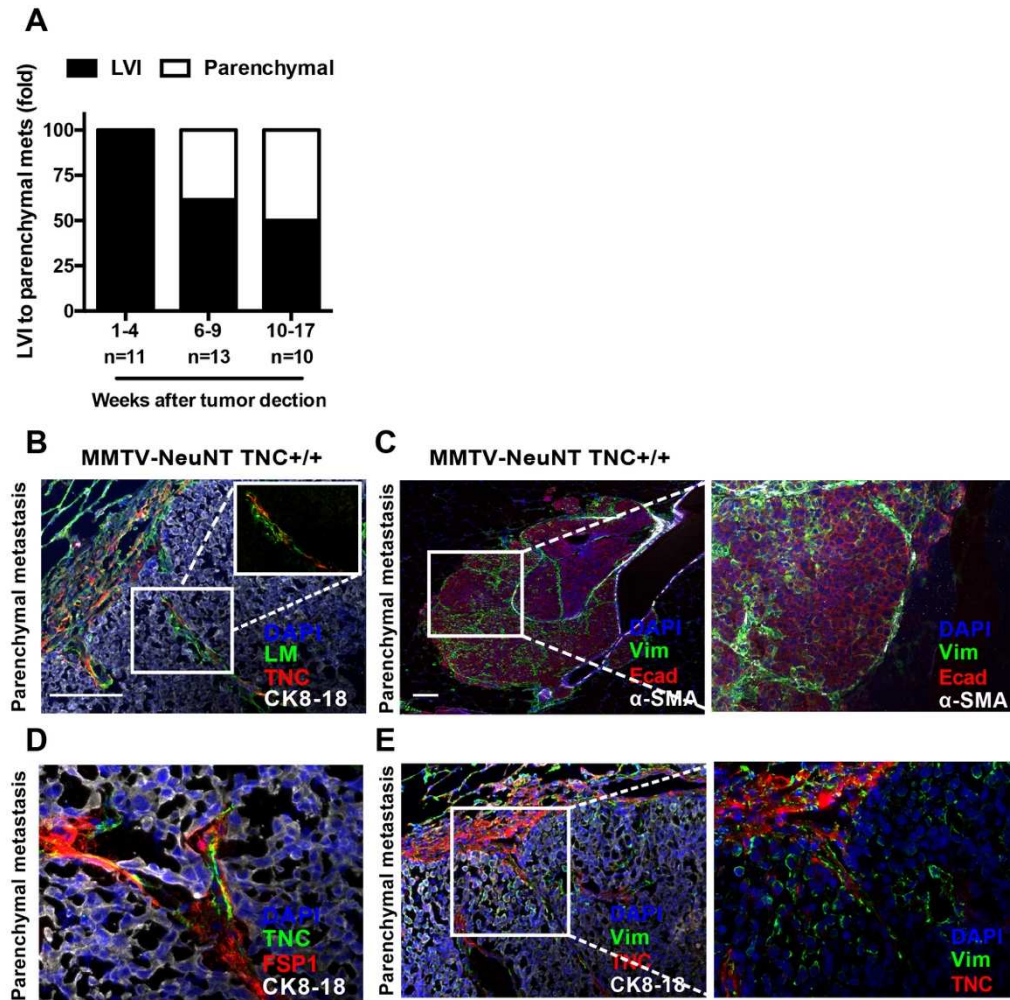 A
LVI Parenchymal
LVI to parenchymal mets (fold)
100
75
50
25
0
1-4 6-9 10-17
n=11 n=13 n=10
Weeks after tumor dection
B
MMTV-NeuNT TNC+/+
Parenchymal metastasis
DAPI
LM
TNC
CK8-18
C
MMTV-NeuNT TNC+/+
Parenchymal metastasis
DAPI
Vim
Ecad
α-SMA
DAPI
Vim
Ecad
α-SMA
D
Parenchymal metastasis
DAPI
TNC
FSP1
CK8-18
E
Parenchymal metastasis
DAPI
Vim
TNC
CK8-18
DAPI
Vim
TNC